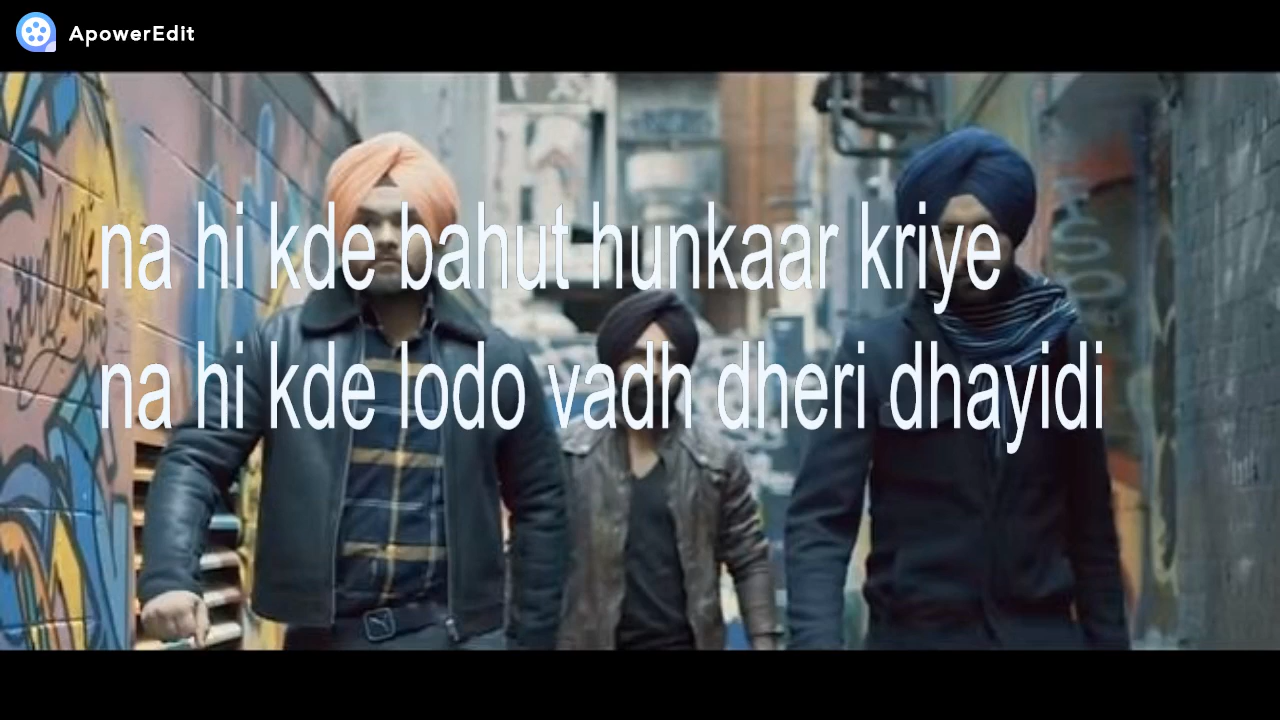 ApowerEdit
na hi kde bahut hunkaar kriye
na hi kde lodo vadh dheri dhayidi